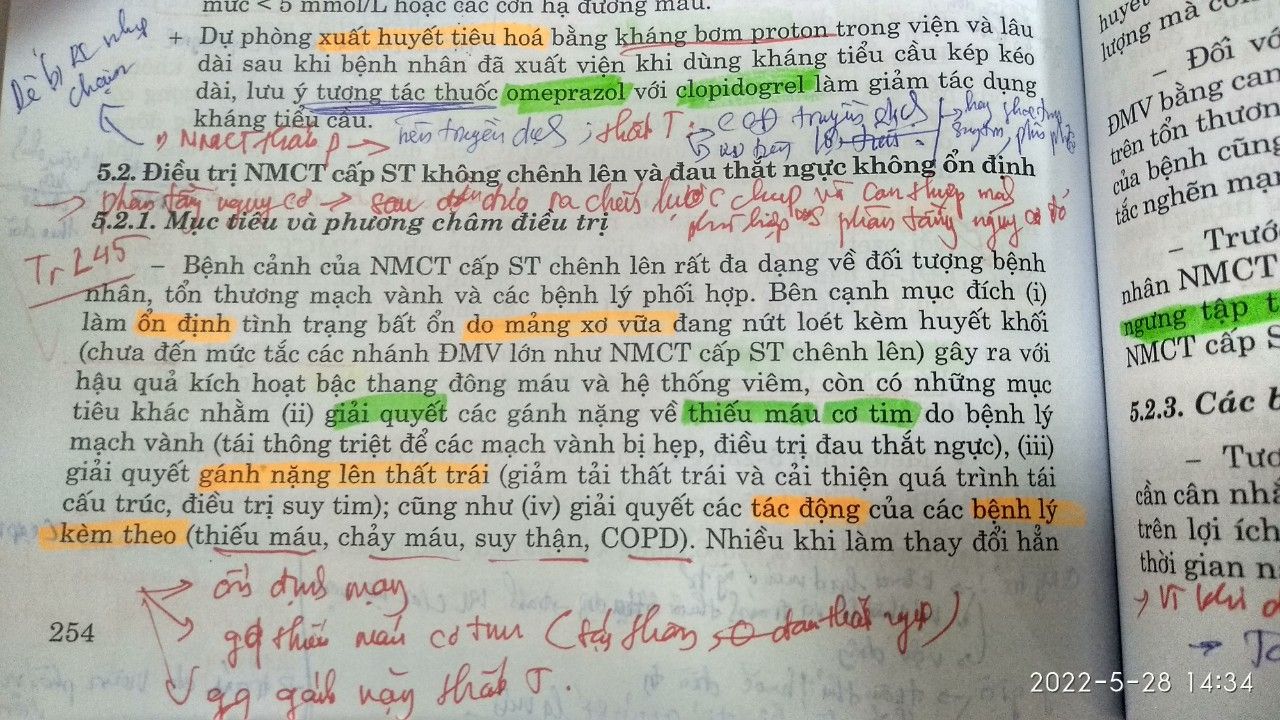 mức < 5 mmol/L hoặc các cơn hạ đường máu.
+ Dự phòng xuất huyết tiêu hoá bằng kháng bơm proton trong viện và lâu
dài sau khi bệnh nhân đã xuất viện khi dùng kháng tiểu cầu kép kéo
dài, lưu ý tương tác thuốc omeprazol với clopidogrel làm giảm tác dụng
kháng tiểu cầu.
Dễ bị
chậm
→ NMCT thất P → nên truyền dịch ; thất T
5.2. Điều trị NMCT cấp ST không chênh lên và đau thắt ngực không ổn định
→ phân tầng nguy cơ → sau đó đưa ra chiến lược chụp và can thiệp mà
phù hợp phân tầng nguy cơ đó
5.2.1. Mục tiêu và phương châm điều trị
Tr 245
– Bệnh cảnh của NMCT cấp ST chênh lên rất đa dạng về đối tượng bệnh
nhân, tổn thương mạch vành và các bệnh lý phối hợp. Bên cạnh mục đích (i)
làm ổn định tình trạng bất ổn do mảng xơ vữa đang nứt loét kèm huyết khối
(chưa đến mức tắc các nhánh ĐMV lớn như NMCT cấp ST chênh lên) gây ra với
hậu quả kích hoạt bậc thang đông máu và hệ thống viêm, còn có những mục
tiêu khác nhằm (ii) giải quyết các gánh nặng về thiếu máu cơ tim do bệnh lý
mạch vành (tái thông triệt để các mạch vành bị hẹp, điều trị đau thắt ngực), (iii)
giải quyết gánh nặng lên thất trái (giảm tải thất trái và cải thiện quá trình tái
cấu trúc, điều trị suy tim); cũng như (iv) giải quyết các tác động của các bệnh lý
kèm theo (thiếu máu, chảy máu, suy thận, COPD). Nhiều khi làm thay đổi hẳn
→ ổn định mạng
gq thiếu máu cơ tim (tái thông, đau thắt ngực)
gq gánh nặng thất T.
254
huyết
lượng mà
– Đối vớ
ĐMV bằng can
trên tổn thương
của bệnh cũng
tắc nghẽn mạ
– Trướ
nhân NMCT
ngưng tập t
NMCT cấp S
5.2.3. Các b
– Tươ
cần cân nhắ
trên lợi ích
thời gian n
→ Vì khi
2022-5-28 14:34